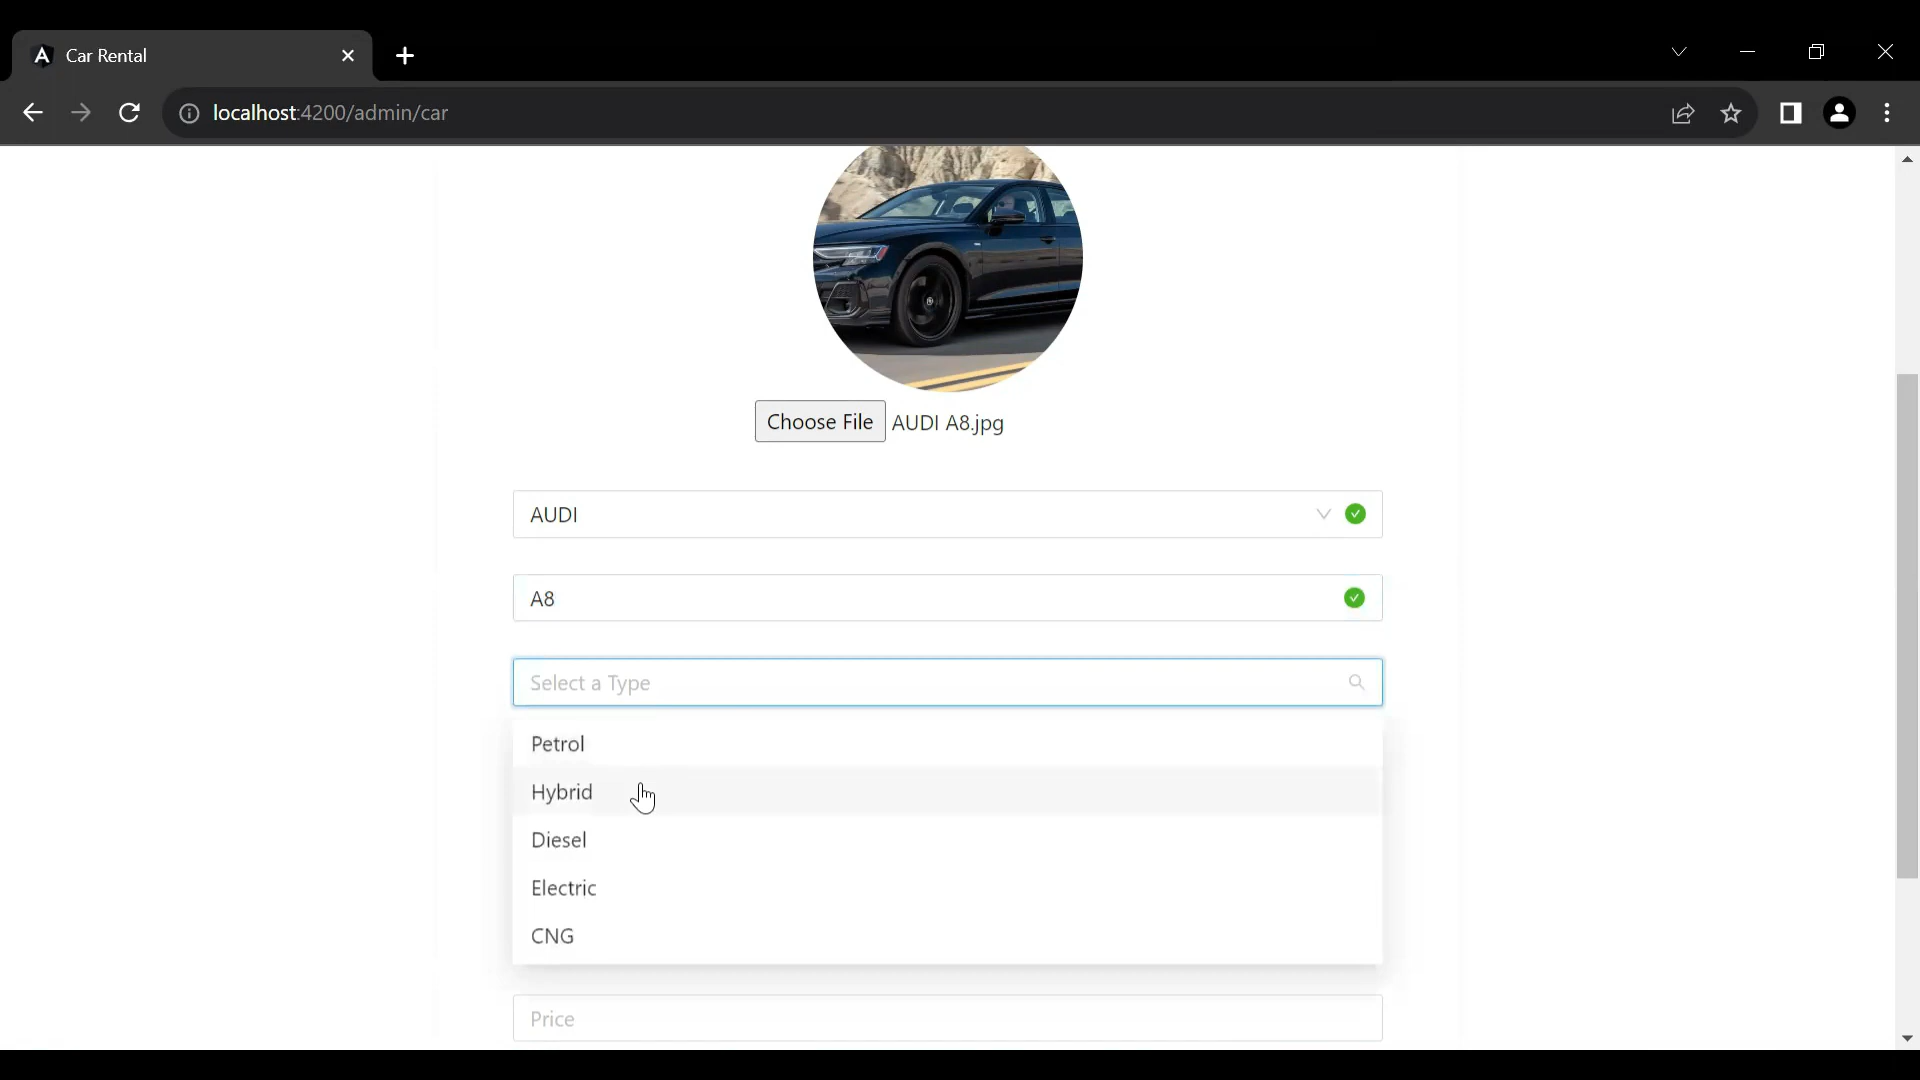 Car Rental
localhost:4200/admin/car
Choose File AUDI A8.jpg
AUDI
A8
Select a Type
Petrol
Hybrid
Diesel
Electric
CNG
Price